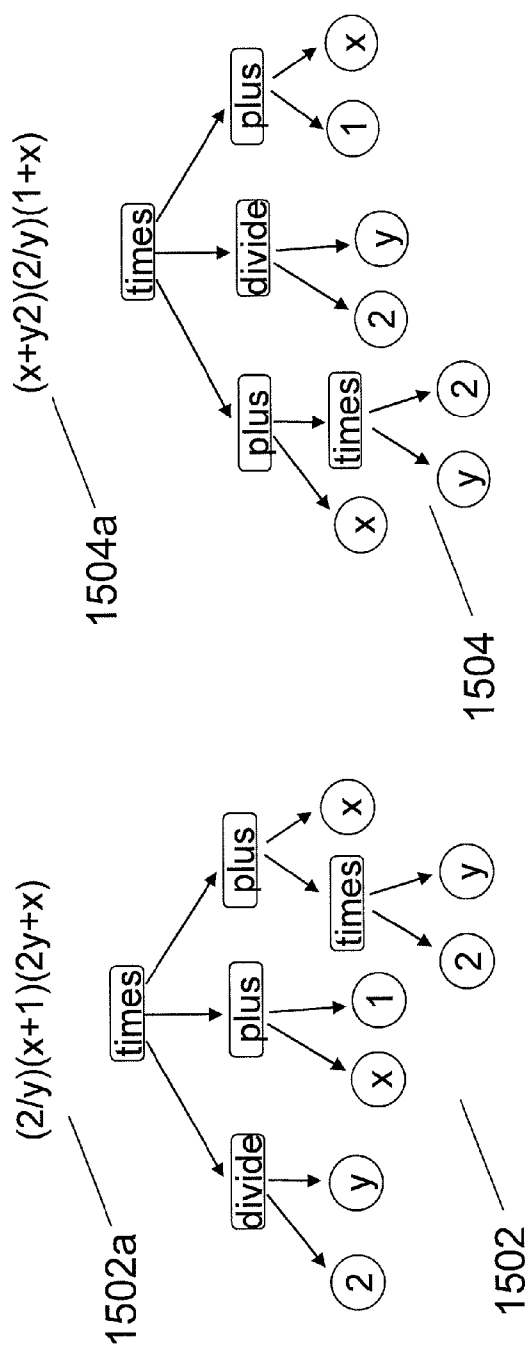 (2/y)(x+1)(2y+x)
1502a
times
divide
plus
plus
2
y
x
1
times
x
2
y
1502
(x+y2)(2/y)(1+x)
1504a
times
plus
divide
plus
x
times
2
y
1
x
y
2
1504